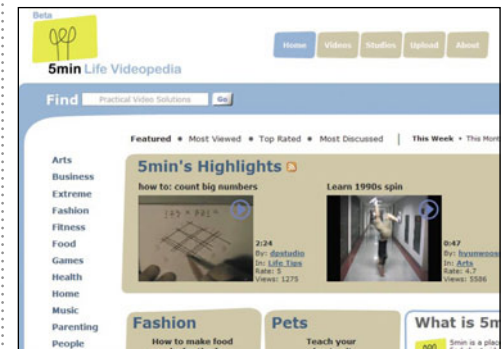 Beta
5min Life Videopedia
Home Videos Studios Upload About
Find Practical Video Solutions Go
Featured • Most Viewed • Top Rated • Most Discussed | This Week • This Mon
Arts
Business
Extreme
Fashion
Fitness
Food
Games
Health
Home
Music
Parenting
People
5min's Highlights
how to: count big numbers
2:24
By: dpstudio
In: Life Tips
Rate: 5
Views: 1275
Learn 1990s spin
0:47
By: hyunwoo
In: Arts
Rate: 4.7
Views: 5586
Fashion
How to make food
Pets
Teach your
What is 5m
5min is a plac